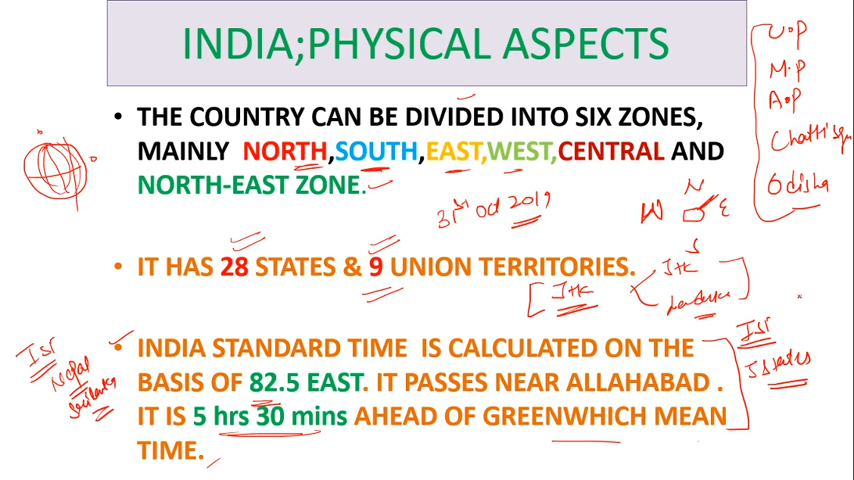 INDIA;PHYSICAL ASPECTS
• THE COUNTRY CAN BE DIVIDED INTO SIX ZONES,
MAINLY NORTH,SOUTH,EAST,WEST,CENTRAL AND
NORTH-EAST ZONE.
31st Oct 2019
• IT HAS 28 STATES & 9 UNION TERRITORIES.
• INDIA STANDARD TIME IS CALCULATED ON THE
BASIS OF 82.5 EAST. IT PASSES NEAR ALLAHABAD .
IT IS 5 hrs 30 mins AHEAD OF GREENWHICH MEAN
TIME.
U.P
M.P
A.P
Odisha
N
W E
S
J+K
J+K
IST
5 states
IST
Nepal